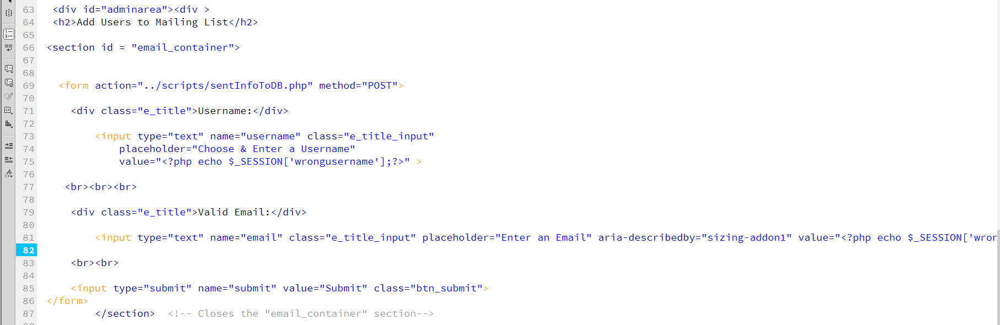 63 <div id="adminarea"><div >
64 <h2>Add Users to Mailing List</h2>
65
66 <section id = "email_container">
67
68
69 <form action="../scripts/sentInfoToDB.php" method="POST">
70
71 <div class="e_title">Username:</div>
72
73 <input type="text" name="username" class="e_title_input"
74 placeholder="Choose & Enter a Username"
75 value="<?php echo $_SESSION['wrongusername'];?>" >
76
77 <br><br><br>
78
79 <div class="e_title">Valid Email:</div>
80
81 <input type="text" name="email" class="e_title_input" placeholder="Enter an Email" aria-describedby="sizing-addon1" value="<?php echo $_SESSION['wror
82
83 <br><br>
84
85 <input type="submit" name="submit" value="Submit" class="btn_submit">
86 </form>
87 </section> <!-- Closes the "email_container" section-->